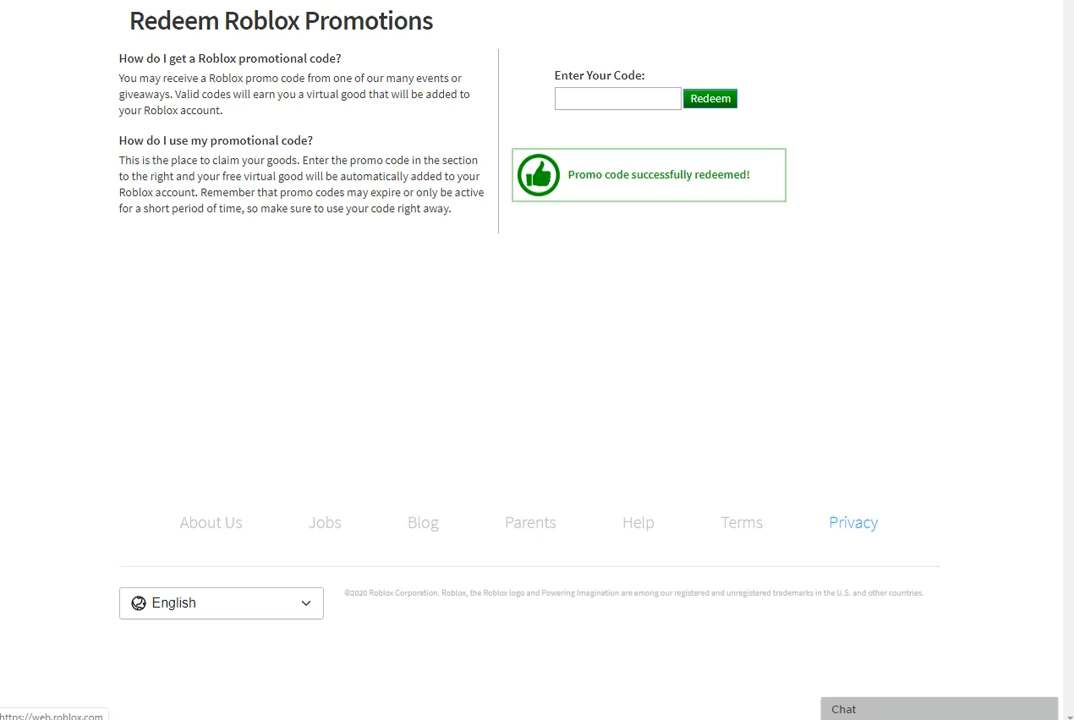 Redeem Roblox Promotions
How do I get a Roblox promotional code?
You may receive a Roblox promo code from one of our many events or
giveaways. Valid codes will earn you a virtual good that will be added to
your Roblox account.
How do I use my promotional code?
This is the place to claim your goods. Enter the promo code in the section
to the right and your free virtual good will be automatically added to your
Roblox account. Remember that promo codes may expire or only be active
for a short period of time, so make sure to use your code right away.
Enter Your Code:
Redeem
Promo code successfully redeemed!
About Us Jobs Blog Parents Help Terms Privacy
English
©2020 Roblox Corporation. Roblox, the Roblox logo and Powering Imagination are among our registered and unregistered trademarks in the U.S. and other countries.
Chat
https://web.roblox.com